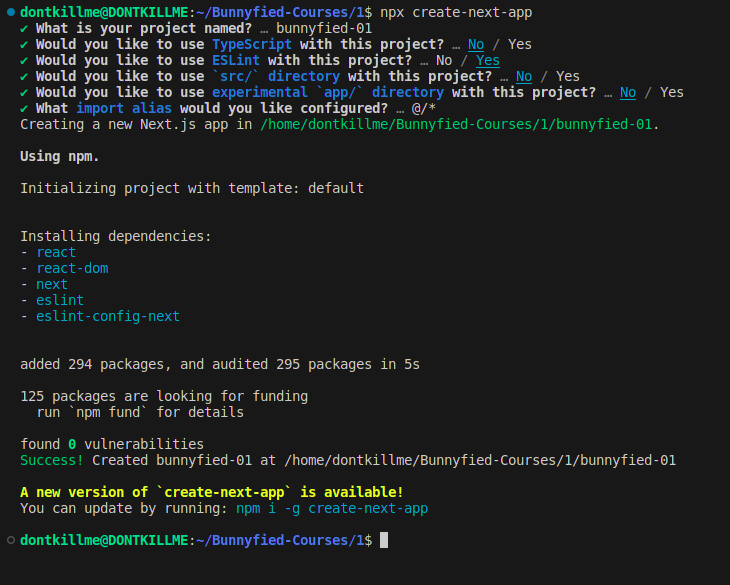 dontkillme@DONTKILLME:~/Bunnyfied-Courses/1$ npx create-next-app
✔ What is your project named? … bunnyfied-01
✔ Would you like to use TypeScript with this project? … No / Yes
✔ Would you like to use ESLint with this project? … No / Yes
✔ Would you like to use `src/` directory with this project? … No / Yes
✔ Would you like to use experimental `app/` directory with this project? … No / Yes
✔ What import alias would you like configured? … @/*
Creating a new Next.js app in /home/dontkillme/Bunnyfied-Courses/1/bunnyfied-01.
Using npm.
Initializing project with template: default
Installing dependencies:
- react
- react-dom
- next
- eslint
- eslint-config-next
added 294 packages, and audited 295 packages in 5s
125 packages are looking for funding
run `npm fund` for details
found 0 vulnerabilities
Success! Created bunnyfied-01 at /home/dontkillme/Bunnyfied-Courses/1/bunnyfied-01
A new version of `create-next-app` is available!
You can update by running: npm i -g create-next-app
dontkillme@DONTKILLME:~/Bunnyfied-Courses/1$